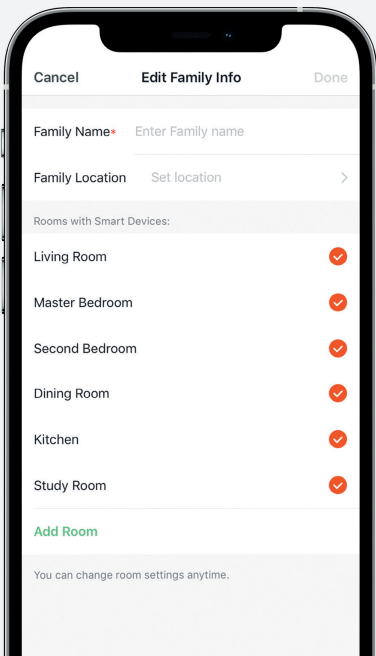 Cancel Edit Family Info Done
Family Name* Enter Family name
Family Location Set location
Rooms with Smart Devices:
Living Room
Master Bedroom
Second Bedroom
Dining Room
Kitchen
Study Room
Add Room
You can change room settings anytime.